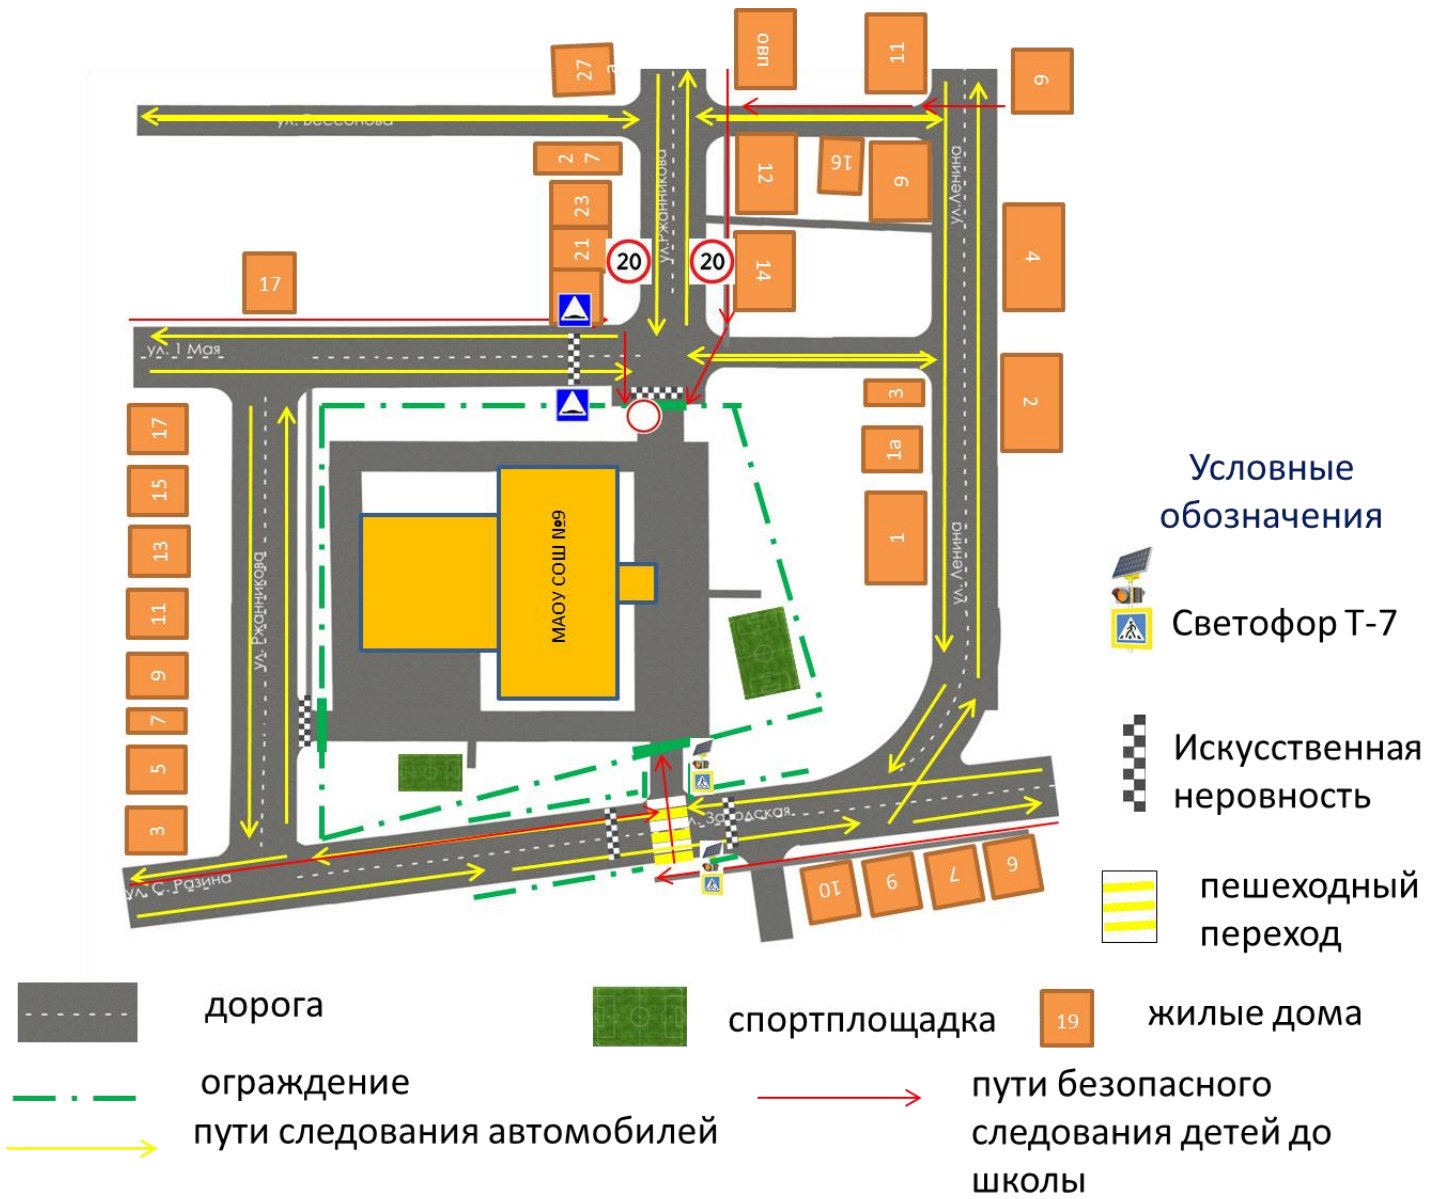 овп
11
6
27
а
ул. Бессонова
2 7
12
16
9
23
21
ул.Ржанникова
ул.Ленина
20
20
14
4
17
ул. 1 Мая
3
2
17
1а
15
1
13
МАОУ СОШ №9
ул. Ржанникова
ул. Ленина
11
9
7
5
3
ул. Заводская
ул. С. Разина
10
9
7
6
Условные
обозначения
Светофор Т-7
Искусственная
неровность
пешеходный
переход
дорога
спортплощадка
19
жилые дома
ограждение
пути следования автомобилей
пути безопасного
следования детей до
школы